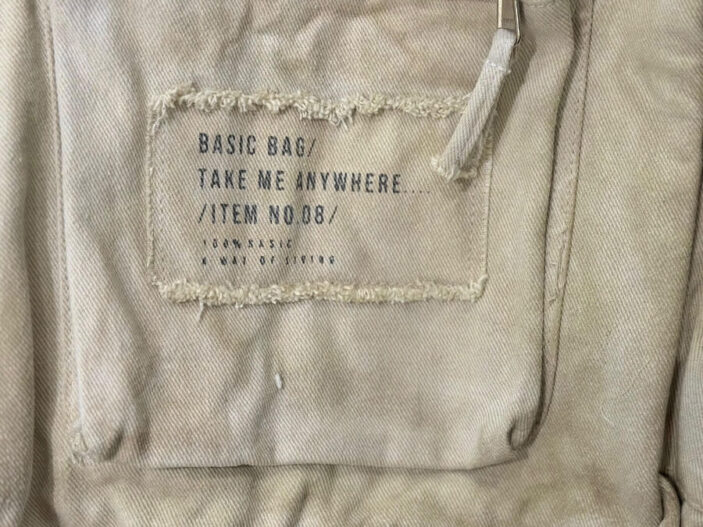 BASIC BAG/
TAKE ME ANYWHERE....
/ITEM NO.08/
100% BASIC
A WAY OF LIVING